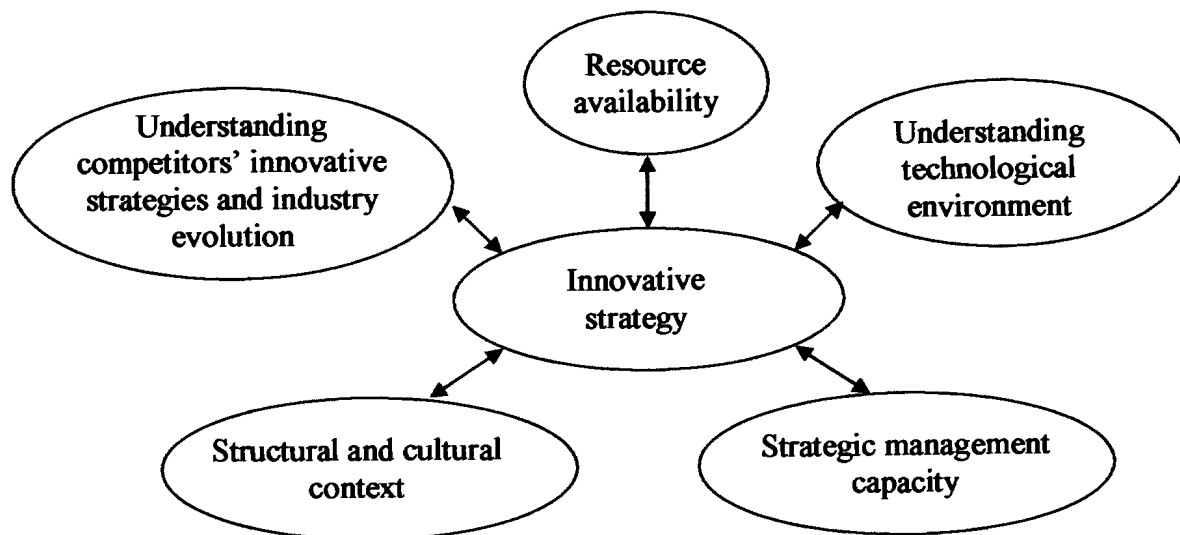 Resource
availability
Understanding
competitors’ innovative
strategies and industry
evolution
Understanding
technological
environment
Innovative
strategy
Structural and cultural
context
Strategic management
capacity